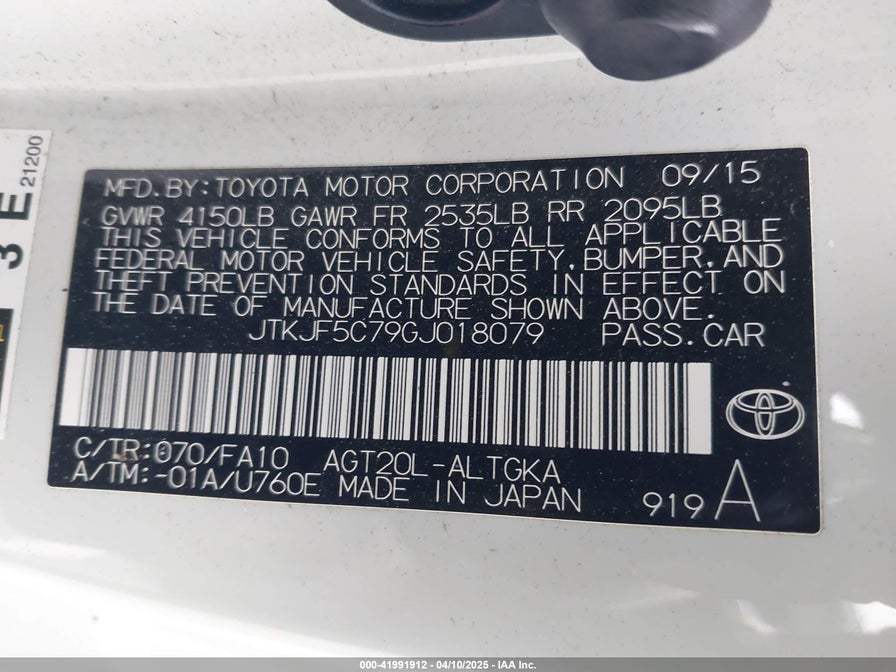 3 E
21200
MFD.BY:TOYOTA MOTOR CORPORATION 09/15
GVWR 4150LB GAWR FR 2535LB RR 2095LB
THIS VEHICLE CONFORMS TO ALL APPLICABLE
FEDERAL MOTOR VEHICLE SAFETY,BUMPER,AND
THEFT PREVENTION STANDARDS IN EFFECT ON
THE DATE OF MANUFACTURE SHOWN ABOVE.
JTKJF5C79GJ018079 PASS.CAR
C/TR:070/FA10 AGT20L-ALTGKA
A/TM:-01A/U760E MADE IN JAPAN 919 A
000-41991912 - 04/10/2025 - IAA Inc.